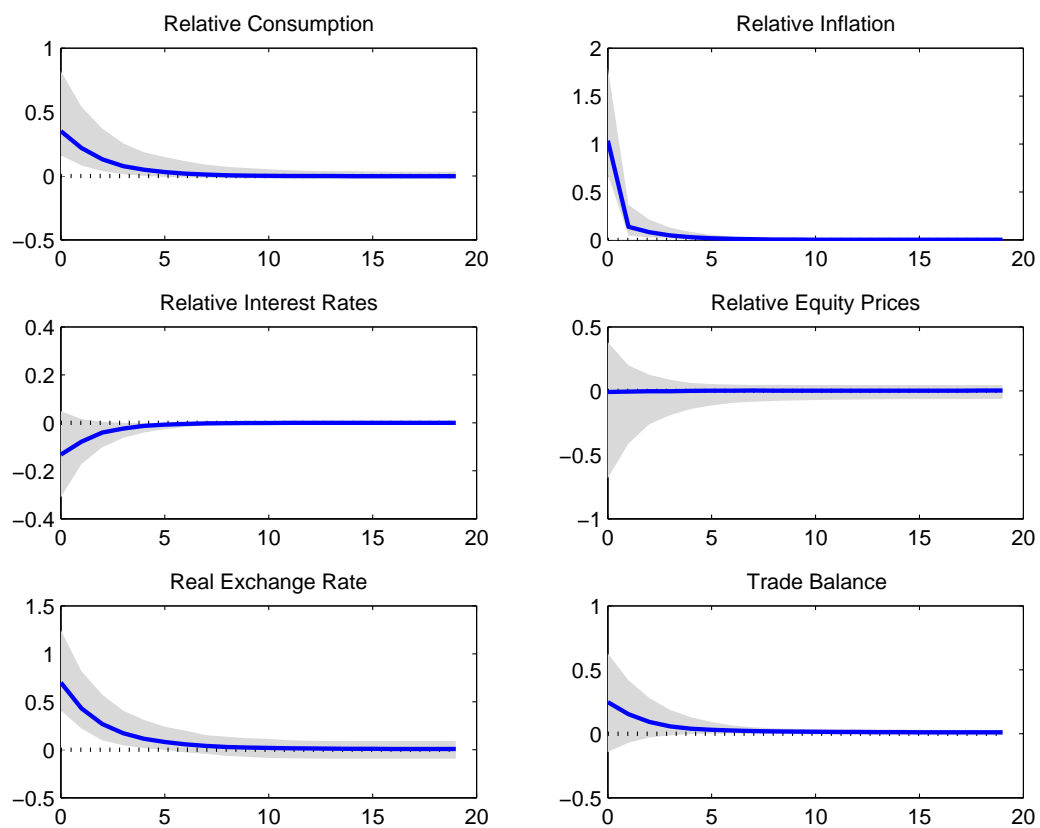 Relative Consumption
1
0.5
0
−0.5
0 5 10 15 20
Relative Inflation
2
1.5
1
0.5
0
0 5 10 15 20
Relative Interest Rates
0.4
0.2
0
−0.2
−0.4
0 5 10 15 20
Relative Equity Prices
0.5
0
−0.5
−1
0 5 10 15 20
Real Exchange Rate
1.5
1
0.5
0
−0.5
0 5 10 15 20
Trade Balance
1
0.5
0
−0.5
0 5 10 15 20